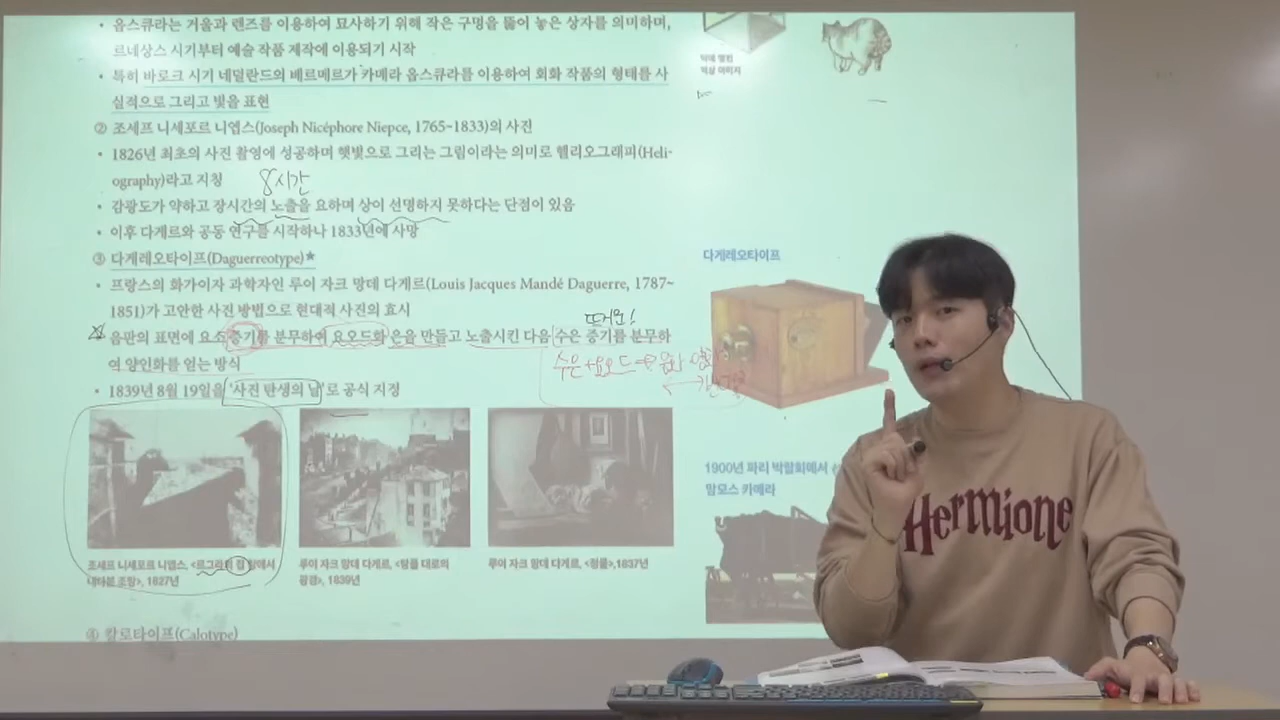 • 옵스큐라는 거울과 렌즈를 이용하여 묘사하기 위해 작은 구멍을 뚫어 놓은 상자를 의미하며,
르네상스 시기부터 예술 작품 제작에 이용되기 시작
• 특히 바로크 시기 네덜란드의 베르메르가 카메라 옵스큐라를 이용하여 회화 작품의 형태를 사
실적으로 그리고 빛을 표현
② 조세프 니세포르 니엡스(Joseph Nicéphore Niepce, 1765~1833)의 사진
• 1826년 최초의 사진 촬영에 성공하며 햇빛으로 그리는 그림이라는 의미로 헬리오그래피(Heli-
ography)라고 지칭
8시간
• 감광도가 약하고 장시간의 노출을 요하며 상이 선명하지 못하다는 단점이 있음
• 이후 다게르와 공동 연구를 시작하나 1833년에 사망
③ 다게레오타이프(Daguerreotype)★
• 프랑스의 화가이자 과학자인 루이 자크 망데 다게르(Louis Jacques Mandé Daguerre, 1787~
1851)가 고안한 사진 방법으로 현대적 사진의 효시
뜨거운!
음판의 표면에 요소 증기를 분무하여 요오드화 은을 만들고 노출시킨 다음 수은 증기를 분무하
여 양인화를 얻는 방식
수은+요오드
• 1839년 8월 19일을 '사진 탄생의 날'로 공식 지정
조세프 니세포르 니엡스, <르그라의 집 창에서
내다본 조망>, 1827년
루이 자크 망데 다게르, <탕플 대로의
광경>, 1839년
루이 자크 망데 다게르, <정물>,1837년
④ 칼로타이프(Calotype)
다게레오타이프
1900년 파리 박람회에서
맘모스 카메라
Hermione